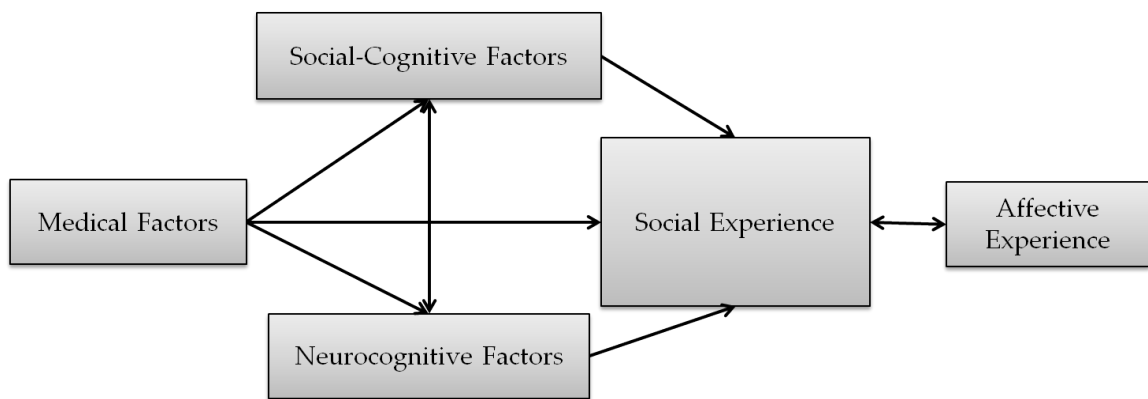 Social-Cognitive Factors
Medical Factors
Social Experience
Affective
Experience
Neurocognitive Factors